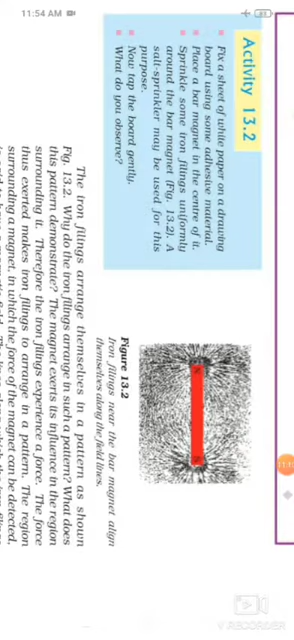 11:54 AM
83
Activity 13.2
Fix a sheet of white paper on a drawing
board using some adhesive material.
Place a bar magnet in the centre of it.
Sprinkle some iron filings uniformly
around the bar magnet (Fig. 13.2). A
salt-sprinkler may be used for this
purpose.
Now tap the board gently.
What do you observe?
Figure 13.2
Iron filings near the bar magnet align
themselves along the field lines.
The iron filings arrange themselves in a pattern as shown
Fig. 13.2. Why do the iron filings arrange in such a pattern? What does
this pattern demonstrate? The magnet exerts its influence in the region
surrounding it. Therefore the iron filings experience a force. The force
thus exerted makes iron filings to arrange in a pattern. The region
surrounding a magnet, in which the force of the magnet can be detected,
V RECORDER